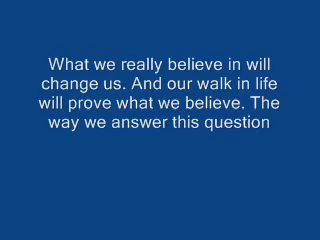 What we really believe in will
change us. And our walk in life
will prove what we believe. The
way we answer this question